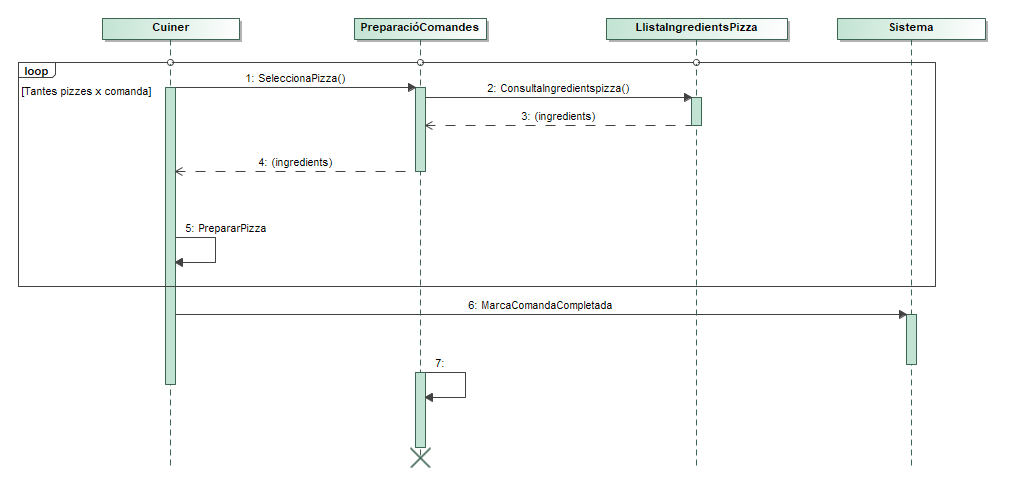 Cuiner
PreparacióComandes
LlistaIngredientsPizza
Sistema
loop
[Tantes pizzes x comanda]
1: SeleccionaPizza()
2: ConsultaIngredientspizza()
3: (ingredients)
4: (ingredients)
5: PrepararPizza
6: MarcaComandaCompletada
7: